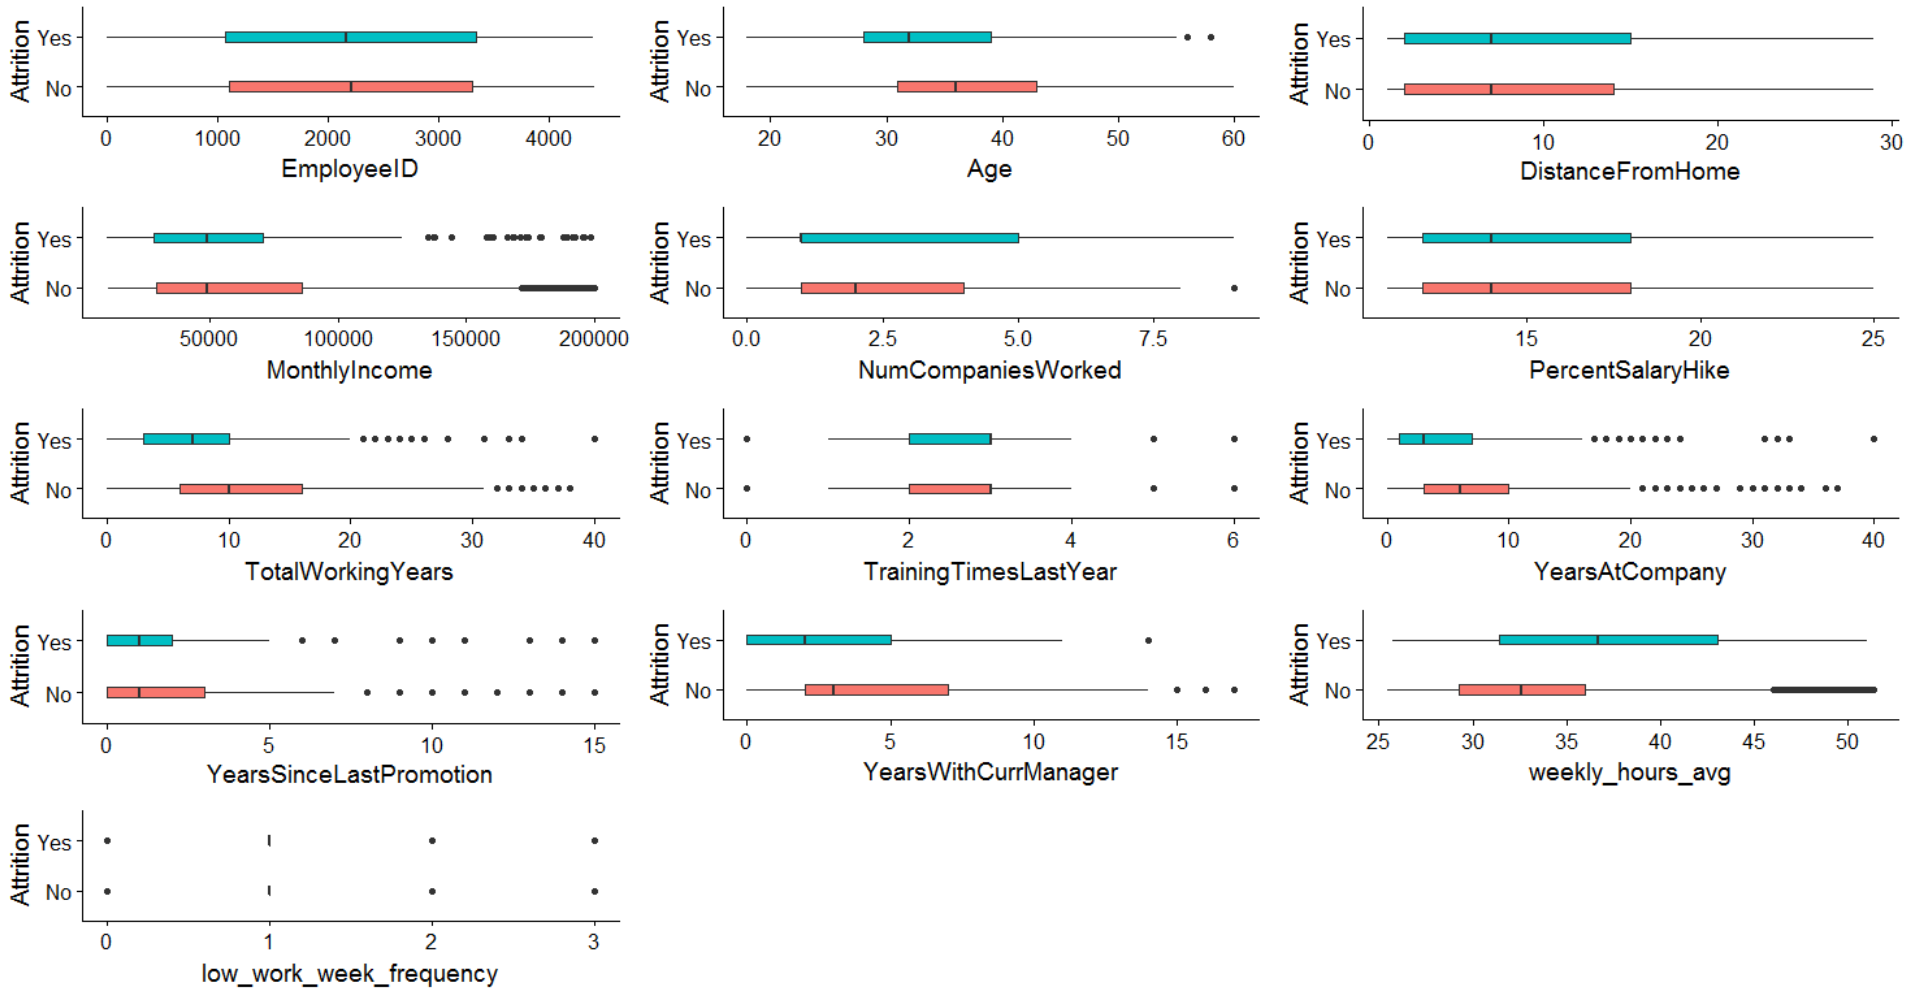 Attrition
Yes
No
0 1000 2000 3000 4000
EmployeeID
Attrition
Yes
No
20 30 40 50 60
Age
Attrition
Yes
No
0 10 20 30
DistanceFromHome
Attrition
Yes
No
50000 100000 150000 200000
MonthlyIncome
Attrition
Yes
No
0.0 2.5 5.0 7.5
NumCompaniesWorked
Attrition
Yes
No
15 20 25
PercentSalaryHike
Attrition
Yes
No
0 10 20 30 40
TotalWorkingYears
Attrition
Yes
No
0 2 4 6
TrainingTimesLastYear
Attrition
Yes
No
0 10 20 30 40
YearsAtCompany
Attrition
Yes
No
0 5 10 15
YearsSinceLastPromotion
Attrition
Yes
No
0 5 10 15
YearsWithCurrManager
Attrition
Yes
No
25 30 35 40 45 50
weekly_hours_avg
Attrition
Yes
No
0 1 2 3
low_work_week_frequency